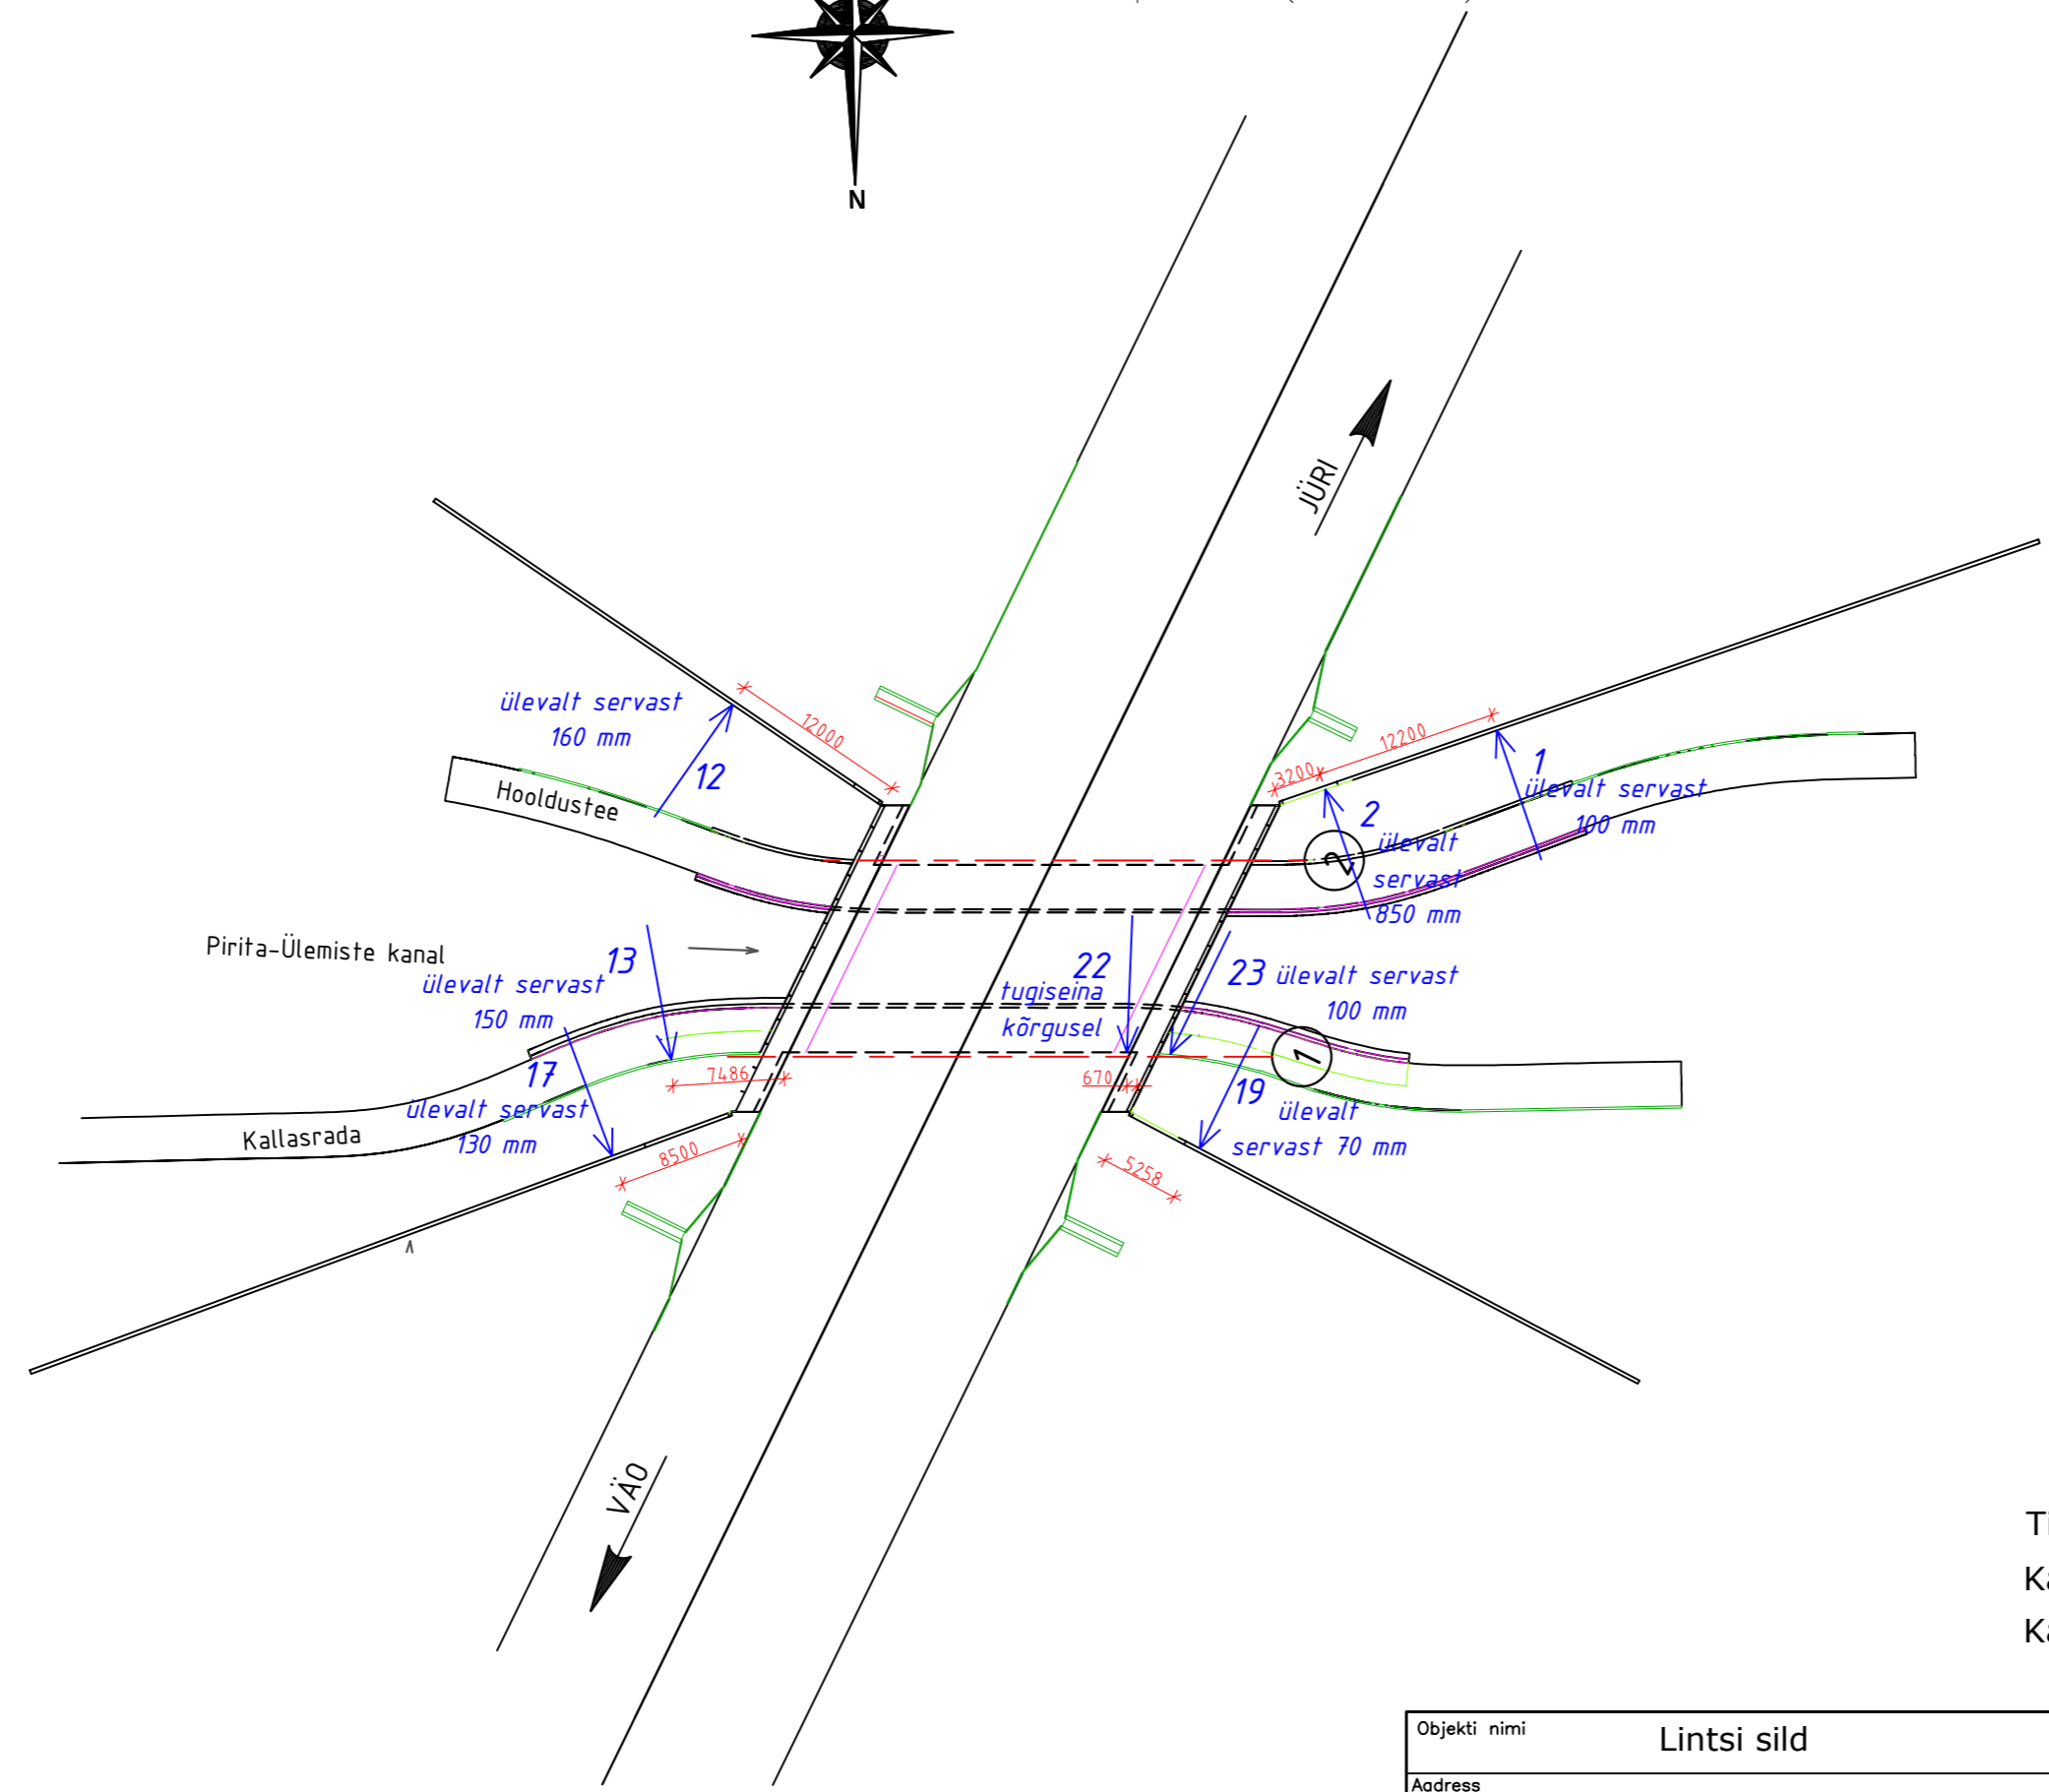 N
JÜRI
ülevalt servast
160 mm
12
12000
12200
3200
1
ülevalt servast
100 mm
Hooldustee
2
ülevalt
servast
850 mm
2
Pirita-Ülemiste kanal
13
ülevalt servast
150 mm
22
tugiseina
kõrgusel
23 ülevalt servast
100 mm
1
17
7486
670
ülevalt servast
130 mm
19 ülevalt
servast 70 mm
Kallasrada
8500
5258
VÄO
Objekti nimi
Lintsi sild
Aadress